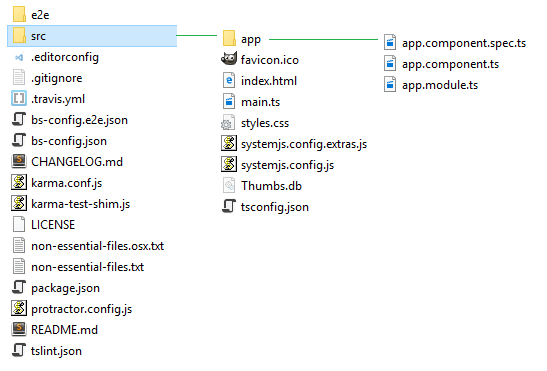 e2e
src
.editorconfig
.gitignore
.travis.yml
bs-config.e2e.json
bs-config.json
CHANGELOG.md
karma.conf.js
karma-test-shim.js
LICENSE
non-essential-files.osx.txt
non-essential-files.txt
package.json
protractor.config.js
README.md
tslint.json
app
favicon.ico
index.html
main.ts
styles.css
systemjs.config.extras.js
systemjs.config.js
Thumbs.db
tsconfig.json
app.component.spec.ts
app.component.ts
app.module.ts